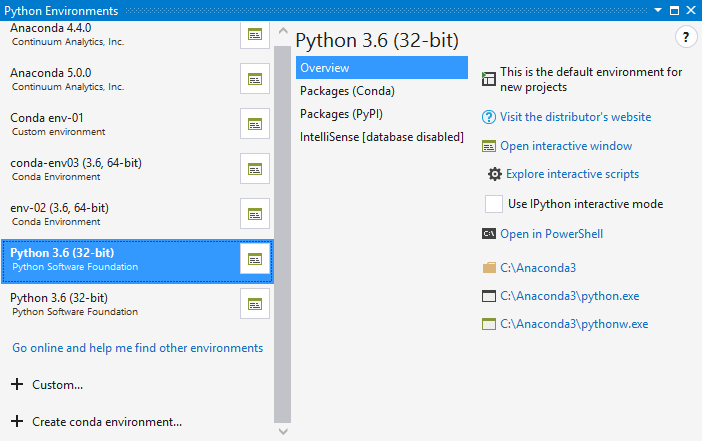 Python Environments
Anaconda 4.4.0
Continuum Analytics, Inc.
Anaconda 5.0.0
Continuum Analytics, Inc.
Conda env-01
Custom environment
conda-env03 (3.6, 64-bit)
Conda Environment
env-02 (3.6, 64-bit)
Conda Environment
Python 3.6 (32-bit)
Python Software Foundation
Python 3.6 (32-bit)
Python Software Foundation
Go online and help me find other environments
+ Custom...
+ Create conda environment...
Python 3.6 (32-bit)
?
Overview
Packages (Conda)
Packages (PyPI)
IntelliSense [database disabled]
This is the default environment for
new projects
? Visit the distributor's website
Open interactive window
Explore interactive scripts
Use IPython interactive mode
C:\ Open in PowerShell
C:\Anaconda3
C:\Anaconda3\python.exe
C:\Anaconda3\pythonw.exe